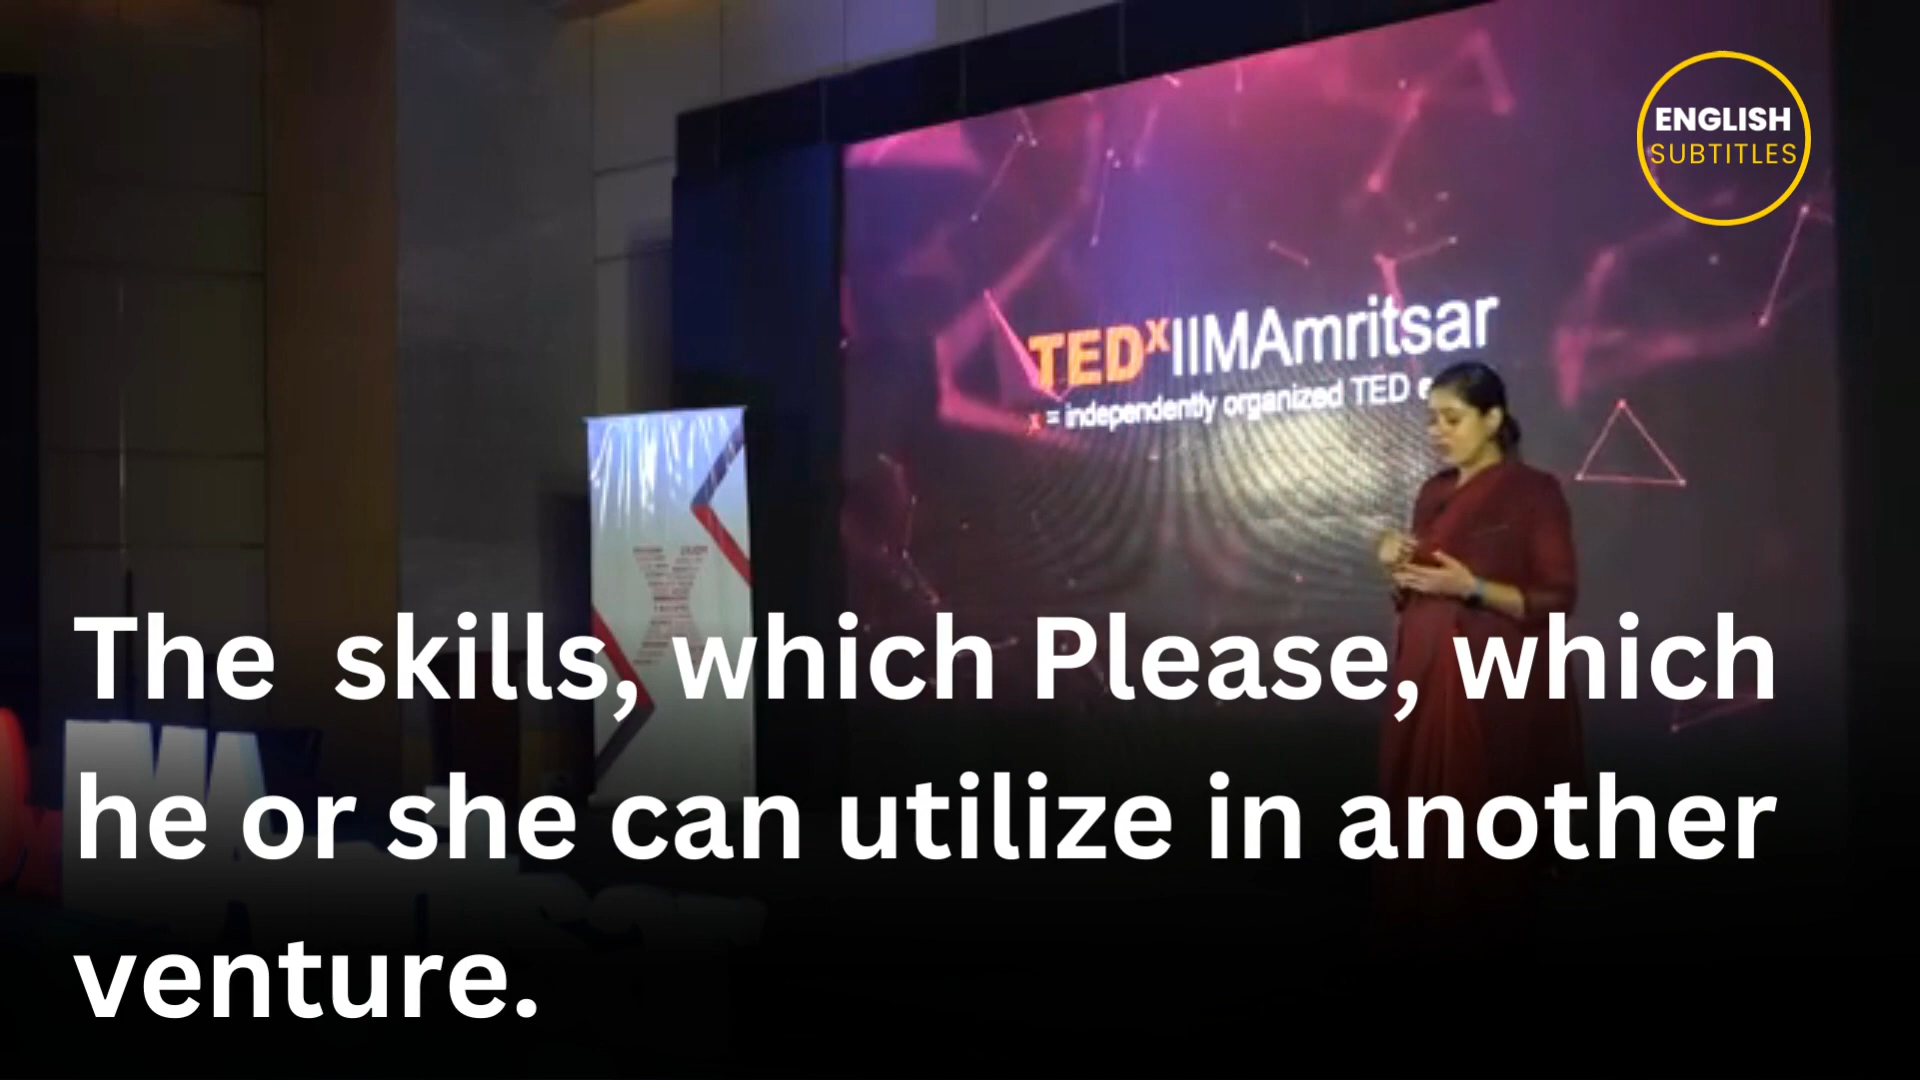 ENGLISH
SUBTITLES
TEDxIIMAmritsar
x = independently organized TED
The  skills, which Please, which
he or she can utilize in another
venture.